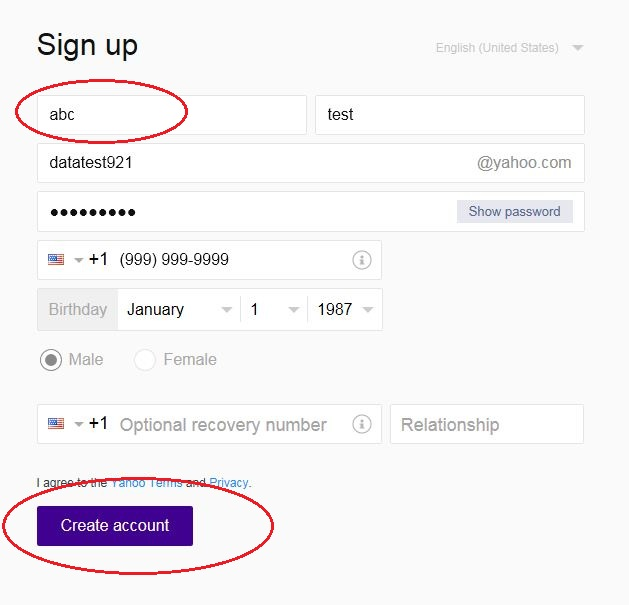 Sign up
English (United States)
abc test
datatest921 @yahoo.com
●●●●●●●●● Show password
+1 (999) 999-9999
Birthday January 1 1987
Male Female
+1 Optional recovery number Relationship
I agree to the Yahoo Terms and Privacy.
Create account